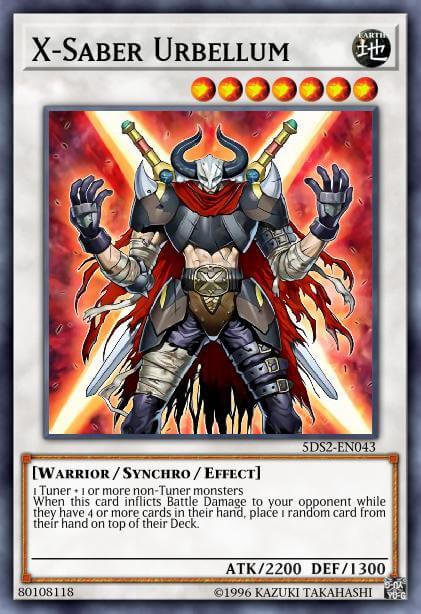 X-Saber Urbellum
EARTH
地
5DS2-EN043
[Warrior / Synchro / Effect]
1 Tuner + 1 or more non-Tuner monsters
When this card inflicts Battle Damage to your opponent while
they have 4 or more cards in their hand, place 1 random card from
their hand on top of their Deck.
ATK/2200 DEF/1300
80108118
©1996 KAZUKI TAKAHASHI